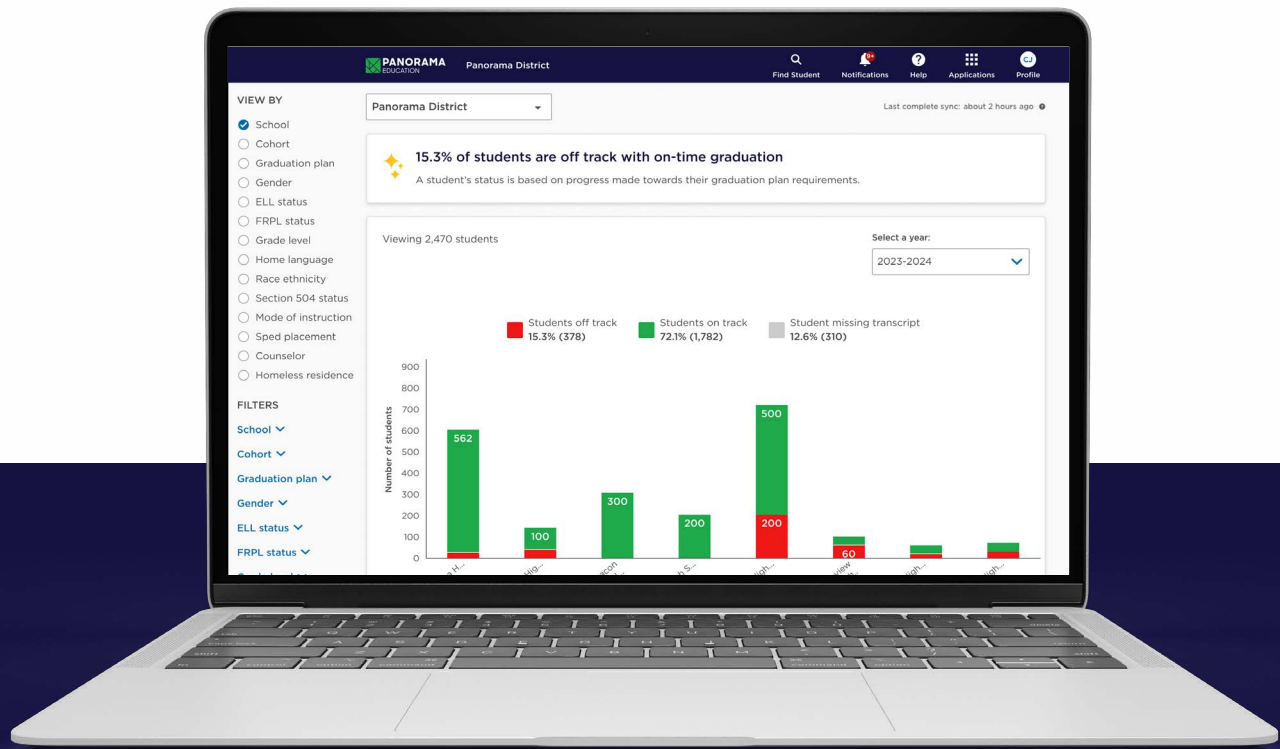 PANORAMA
EDUCATION
Panorama District
Find Student
9+
Notifications
Help
Applications
CJ
Profile
VIEW BY
School
Cohort
Graduation plan
Gender
ELL status
FRPL status
Grade level
Home language
Race ethnicity
Section 504 status
Mode of instruction
Sped placement
Counselor
Homeless residence
FILTERS
School
Cohort
Graduation plan
Gender
ELL status
FRPL status
Panorama District
Last complete sync: about 2 hours ago
15.3% of students are off track with on-time graduation
A student's status is based on progress made towards their graduation plan requirements.
Viewing 2,470 students
Select a year:
2023-2024
Students off track
15.3% (378)
Students on track
72.1% (1,782)
Student missing transcript
12.6% (310)
Number of students
900
800
700
600
500
400
300
200
100
0
562
100
300
200
500
200
60